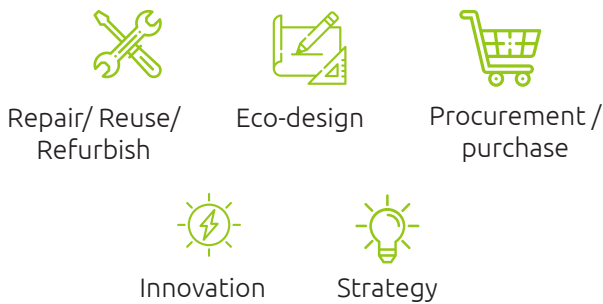 Repair/ Reuse/
Refurbish
Eco-design
Procurement /
purchase
Innovation
Strategy